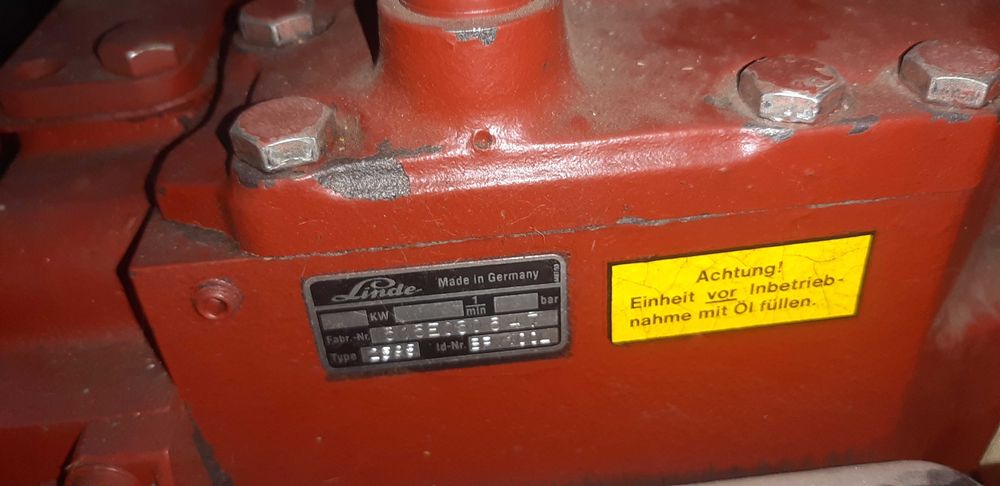 Linde Made in Germany
KW 1/min bar
Fabr.-Nr.
Type Id-Nr.
Achtung!
Einheit vor Inbetrieb-
nahme mit Öl füllen.